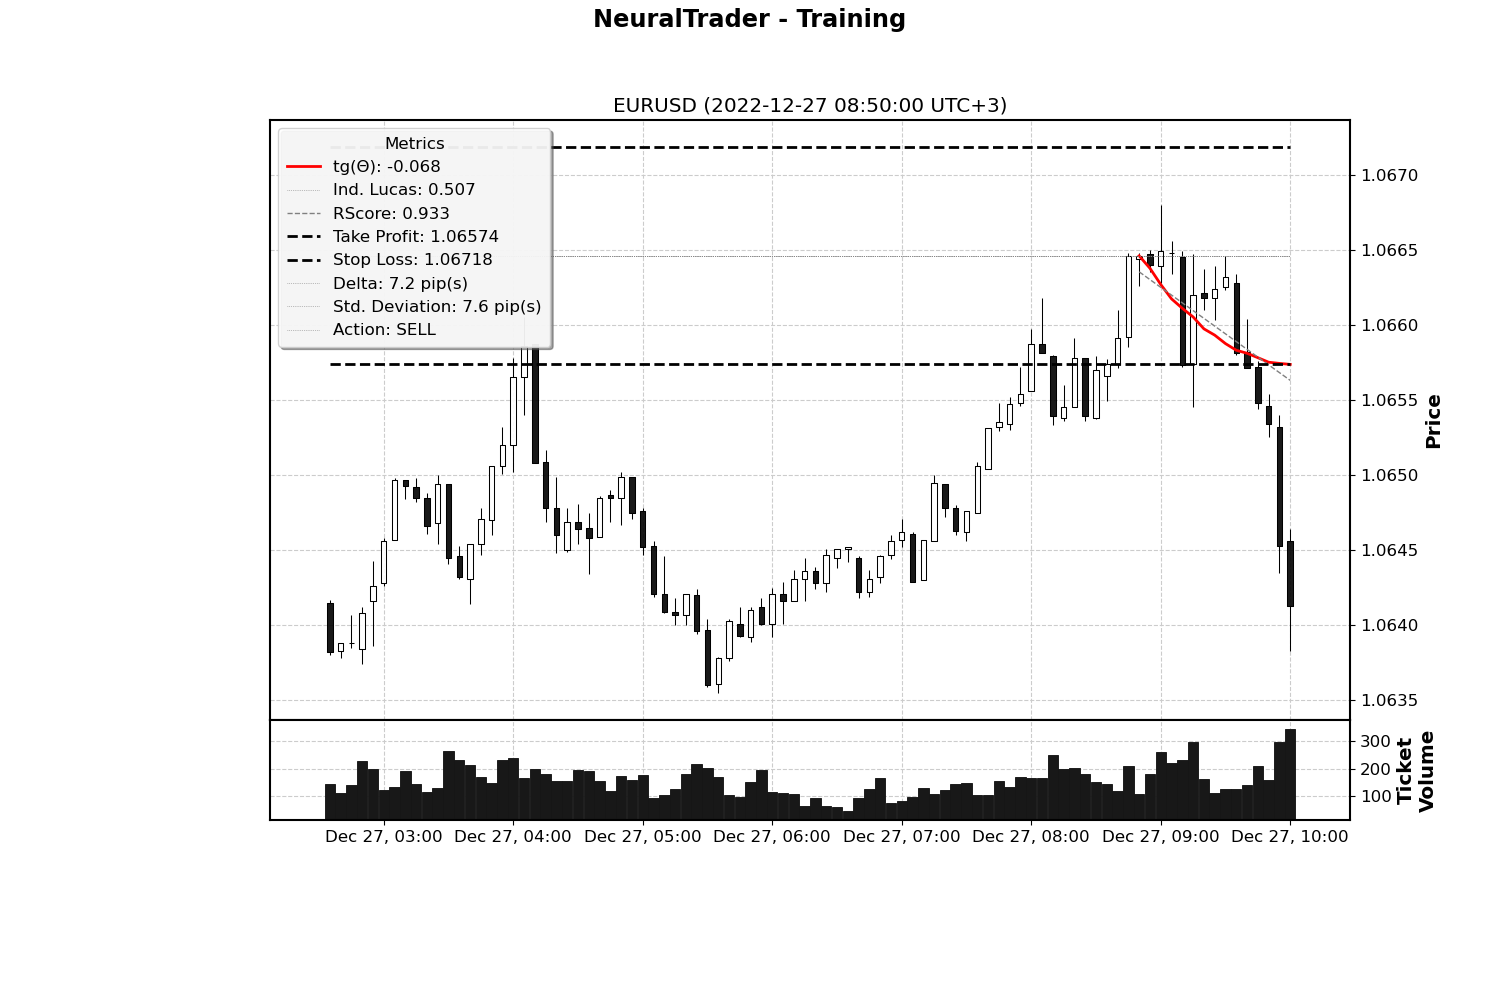 NeuralTrader - Training
EURUSD (2022-12-27 08:50:00 UTC+3)
Metrics
tg(Θ): -0.068
Ind. Lucas: 0.507
RScore: 0.933
Take Profit: 1.06574
Stop Loss: 1.06718
Delta: 7.2 pip(s)
Std. Deviation: 7.6 pip(s)
Action: SELL
1.0670
1.0665
1.0660
1.0655
1.0650
1.0645
1.0640
1.0635
Price
300
200
100
Ticket
Volume
Dec 27, 03:00 Dec 27, 04:00 Dec 27, 05:00 Dec 27, 06:00 Dec 27, 07:00 Dec 27, 08:00 Dec 27, 09:00 Dec 27, 10:00